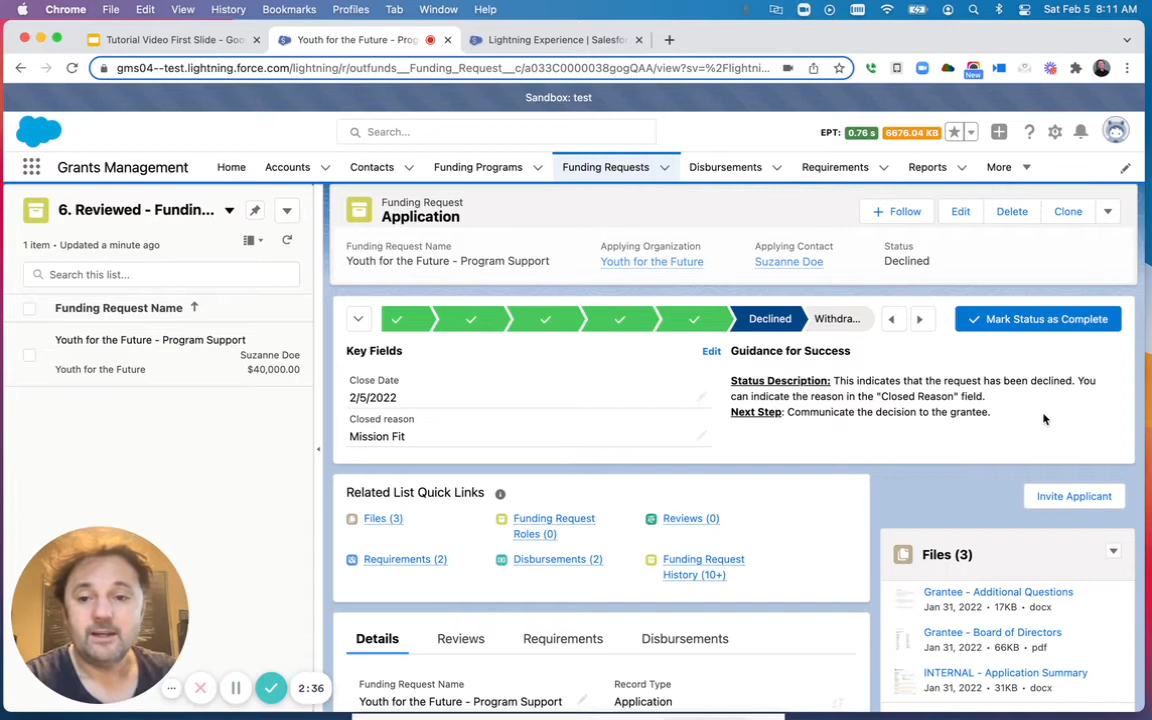 Chrome File Edit View History Bookmarks Profiles Tab Window Help Sat Feb 5 8:11 AM
Tutorial Video First Slide - Goo Youth for the Future - Prog Lightning Experience | Salesfor
gms04--test.lightning.force.com/lightning/r/outfunds__Funding_Request__c/a033C0000038gogQAA/view?sv=%2Flightni... New
Sandbox: test
Search... EPT: 0.76 s 6676.04 KB
Grants Management Home Accounts Contacts Funding Programs Funding Requests Disbursements Requirements Reports More
6. Reviewed - Fundin...
1 item • Updated a minute ago
Search this list...
Funding Request Name
Youth for the Future - Program Support
Suzanne Doe
Youth for the Future $40,000.00
Funding Request
Application
Follow Edit Delete Clone
Funding Request Name Applying Organization Applying Contact Status
Youth for the Future - Program Support Youth for the Future Suzanne Doe Declined
Declined Withdra... Mark Status as Complete
Key Fields Edit Guidance for Success
Close Date
2/5/2022
Closed reason
Mission Fit
Status Description: This indicates that the request has been declined. You
can indicate the reason in the "Closed Reason" field.
Next Step: Communicate the decision to the grantee.
Related List Quick Links
Files (3) Funding Request Reviews (0)
Roles (0)
Requirements (2) Disbursements (2) Funding Request
History (10+)
Invite Applicant
Files (3)
Grantee - Additional Questions
Jan 31, 2022 • 17KB • docx
Grantee - Board of Directors
Jan 31, 2022 • 66KB • pdf
INTERNAL - Application Summary
Jan 31, 2022 • 31KB • docx
Details Reviews Requirements Disbursements
Funding Request Name Record Type
Youth for the Future - Program Support Application
2:36